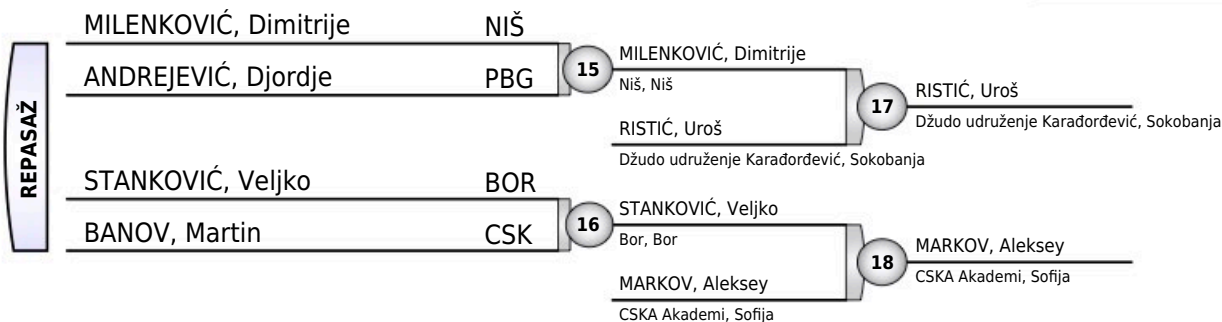 REPASAŽ
MILENKOVIĆ, Dimitrije NIŠ
ANDREJEVIĆ, Djordje PBG
15
MILENKOVIĆ, Dimitrije
Niš, Niš
RISTIĆ, Uroš
Džudo udruženje Karađorđević, Sokobanja
17
RISTIĆ, Uroš
Džudo udruženje Karađorđević, Sokobanja
STANKOVIĆ, Veljko BOR
BANOV, Martin CSK
16
STANKOVIĆ, Veljko
Bor, Bor
MARKOV, Aleksey
CSKA Akademi, Sofija
18
MARKOV, Aleksey
CSKA Akademi, Sofija